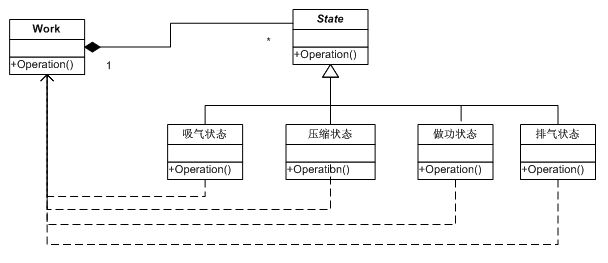 Work
+Operation()
1
*
State
+Operation()
吸气状态
+Operation()
压缩状态
+Operation()
做功状态
+Operation()
排气状态
+Operation()